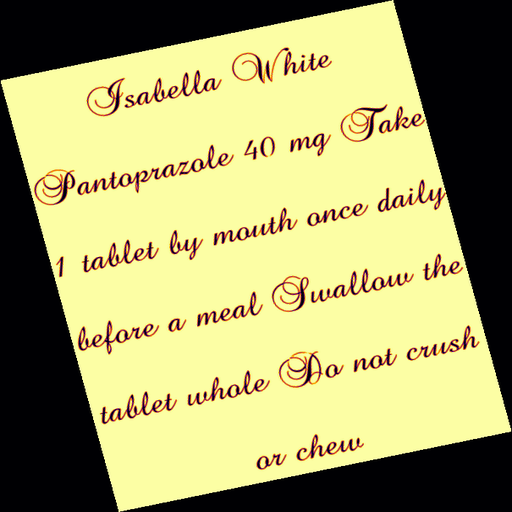 Isabella White
Pantoprazole 40 mg Take
1 tablet by mouth once daily
before a meal Swallow the
tablet whole Do not crush
or chew